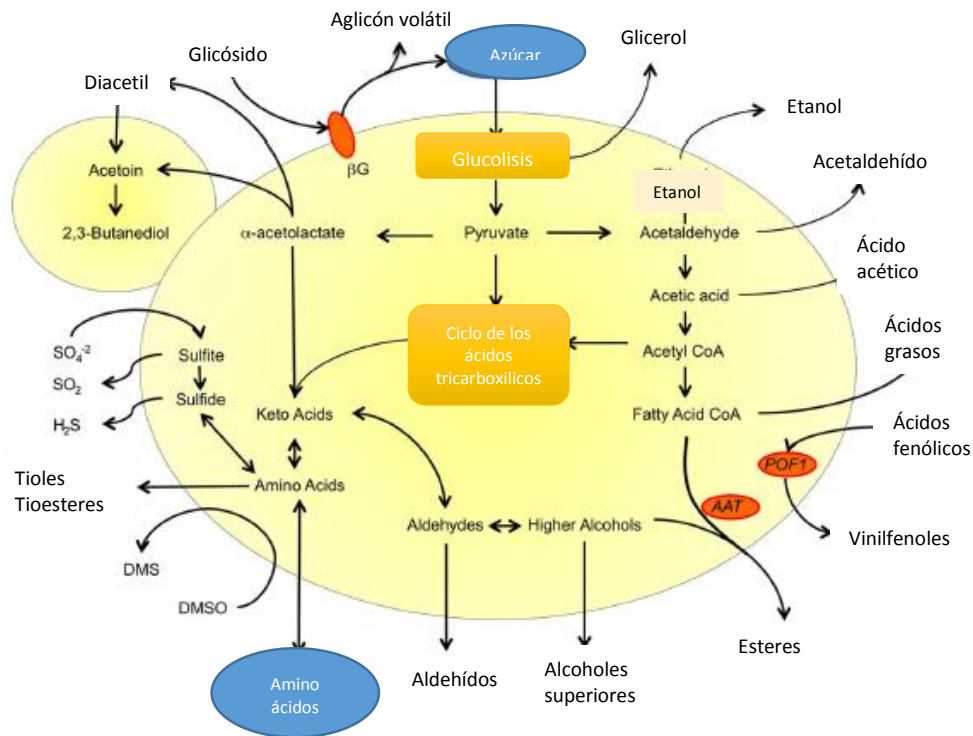 Aglicón volátil
Azúcar
Glicerol
Glicósido
Diacetil
Etanol
Acetoin
βG
Glucolisis
Acetaldehído
Etanol
2,3-Butanediol
α-acetolactate
Pyruvate
Acetaldehyde
Ácido
acético
Acetic acid
SO₄⁻²
Sulfite
Ciclo de los
ácidos
tricarboxilicos
Acetyl CoA
Ácidos
grasos
SO₂
Sulfide
H₂S
Keto Acids
Fatty Acid CoA
Ácidos
fenólicos
POF1
Tioles
Tioesteres
Amino Acids
AAT
Aldehydes
Higher Alcohols
Vinilfenoles
DMS
DMSO
Esteres
Amino
ácidos
Aldehídos
Alcoholes
superiores